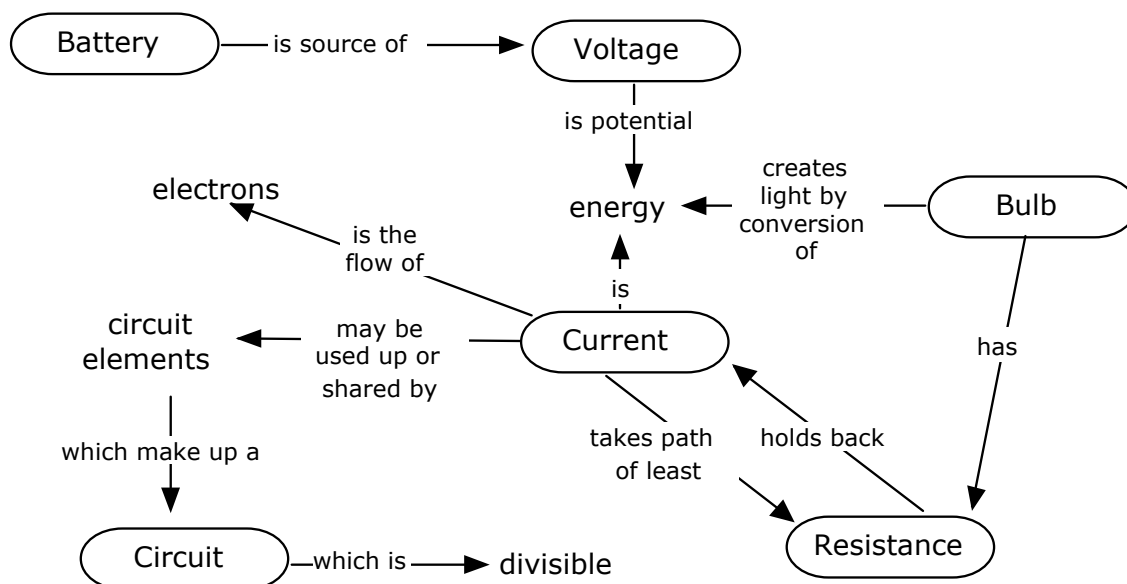 Battery
is source of
Voltage
is potential
electrons
energy
creates
light by
conversion
of
Bulb
is the
flow of
is
circuit
elements
may be
used up or
shared by
Current
has
which make up a
takes path
of least
holds back
Circuit
which is
divisible
Resistance